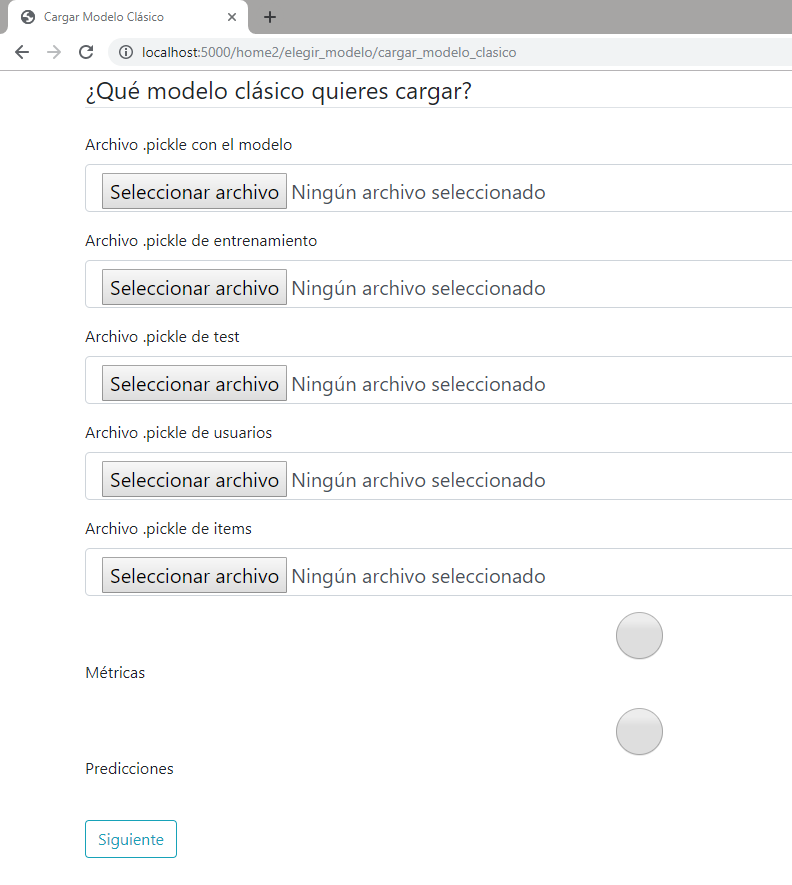 Cargar Modelo Clásico
localhost:5000/home2/elegir_modelo/cargar_modelo_clasico
¿Qué modelo clásico quieres cargar?
Archivo .pickle con el modelo
Seleccionar archivo Ningún archivo seleccionado
Archivo .pickle de entrenamiento
Seleccionar archivo Ningún archivo seleccionado
Archivo .pickle de test
Seleccionar archivo Ningún archivo seleccionado
Archivo .pickle de usuarios
Seleccionar archivo Ningún archivo seleccionado
Archivo .pickle de items
Seleccionar archivo Ningún archivo seleccionado
Métricas
Predicciones
Siguiente